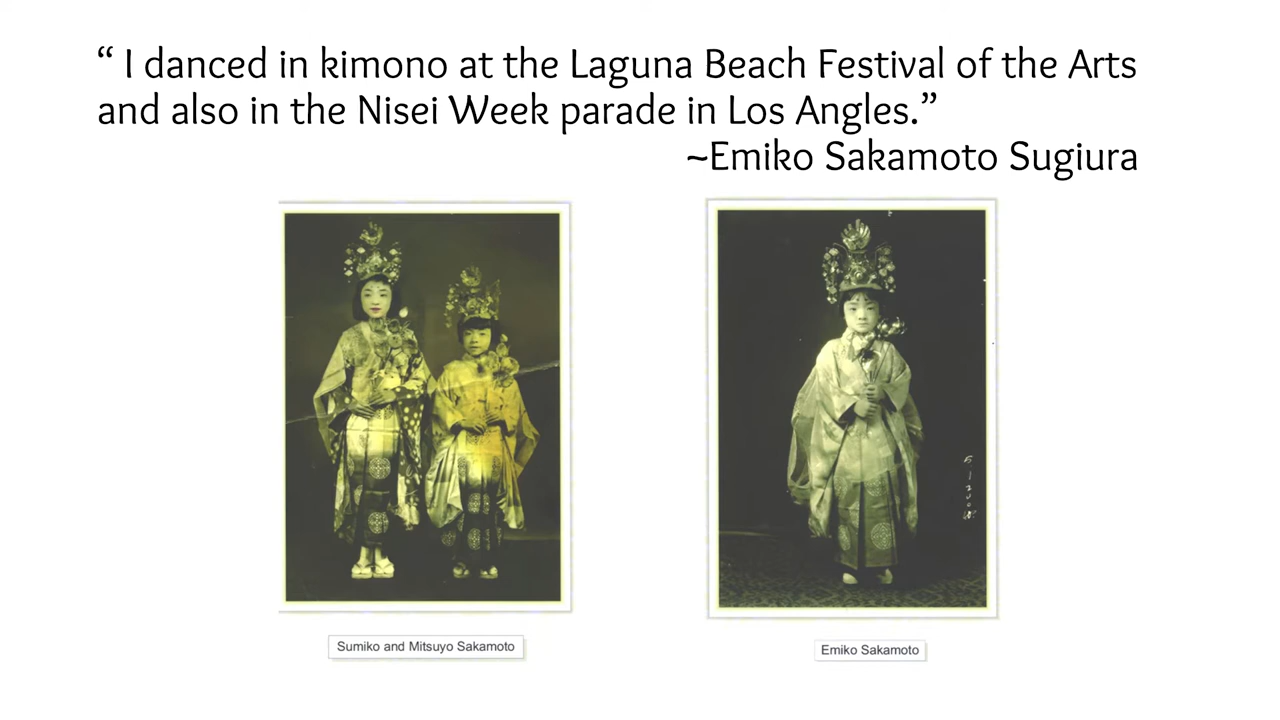 “ I danced in kimono at the Laguna Beach Festival of the Arts
and also in the Nisei Week parade in Los Angles.”
~Emiko Sakamoto Sugiura
Sumiko and Mitsuyo Sakamoto
Emiko Sakamoto